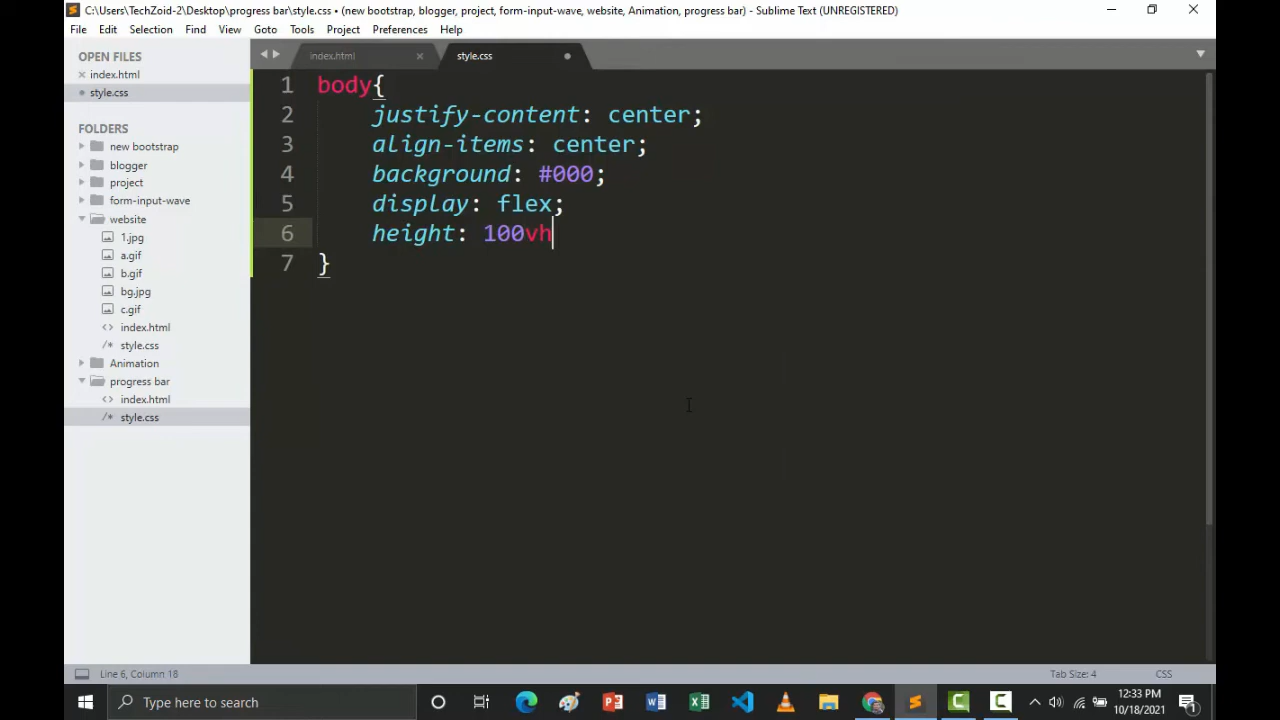 C:\Users\TechZoid-2\Desktop\progress bar\style.css • (new bootstrap, blogger, project, form-input-wave, website, Animation, progress bar) - Sublime Text (UNREGISTERED)
File Edit Selection Find View Goto Tools Project Preferences Help
OPEN FILES
index.html
style.css
FOLDERS
new bootstrap
blogger
project
form-input-wave
website
1.jpg
a.gif
b.gif
bg.jpg
c.gif
<> index.html
/* style.css
Animation
progress bar
<> index.html
/* style.css
index.html
style.css
1 body{
2 justify-content: center;
3 align-items: center;
4 background: #000;
5 display: flex;
6 height: 100vh
7 }
Line 6, Column 18
Tab Size: 4
CSS
Type here to search
12:33 PM
10/18/2021
1